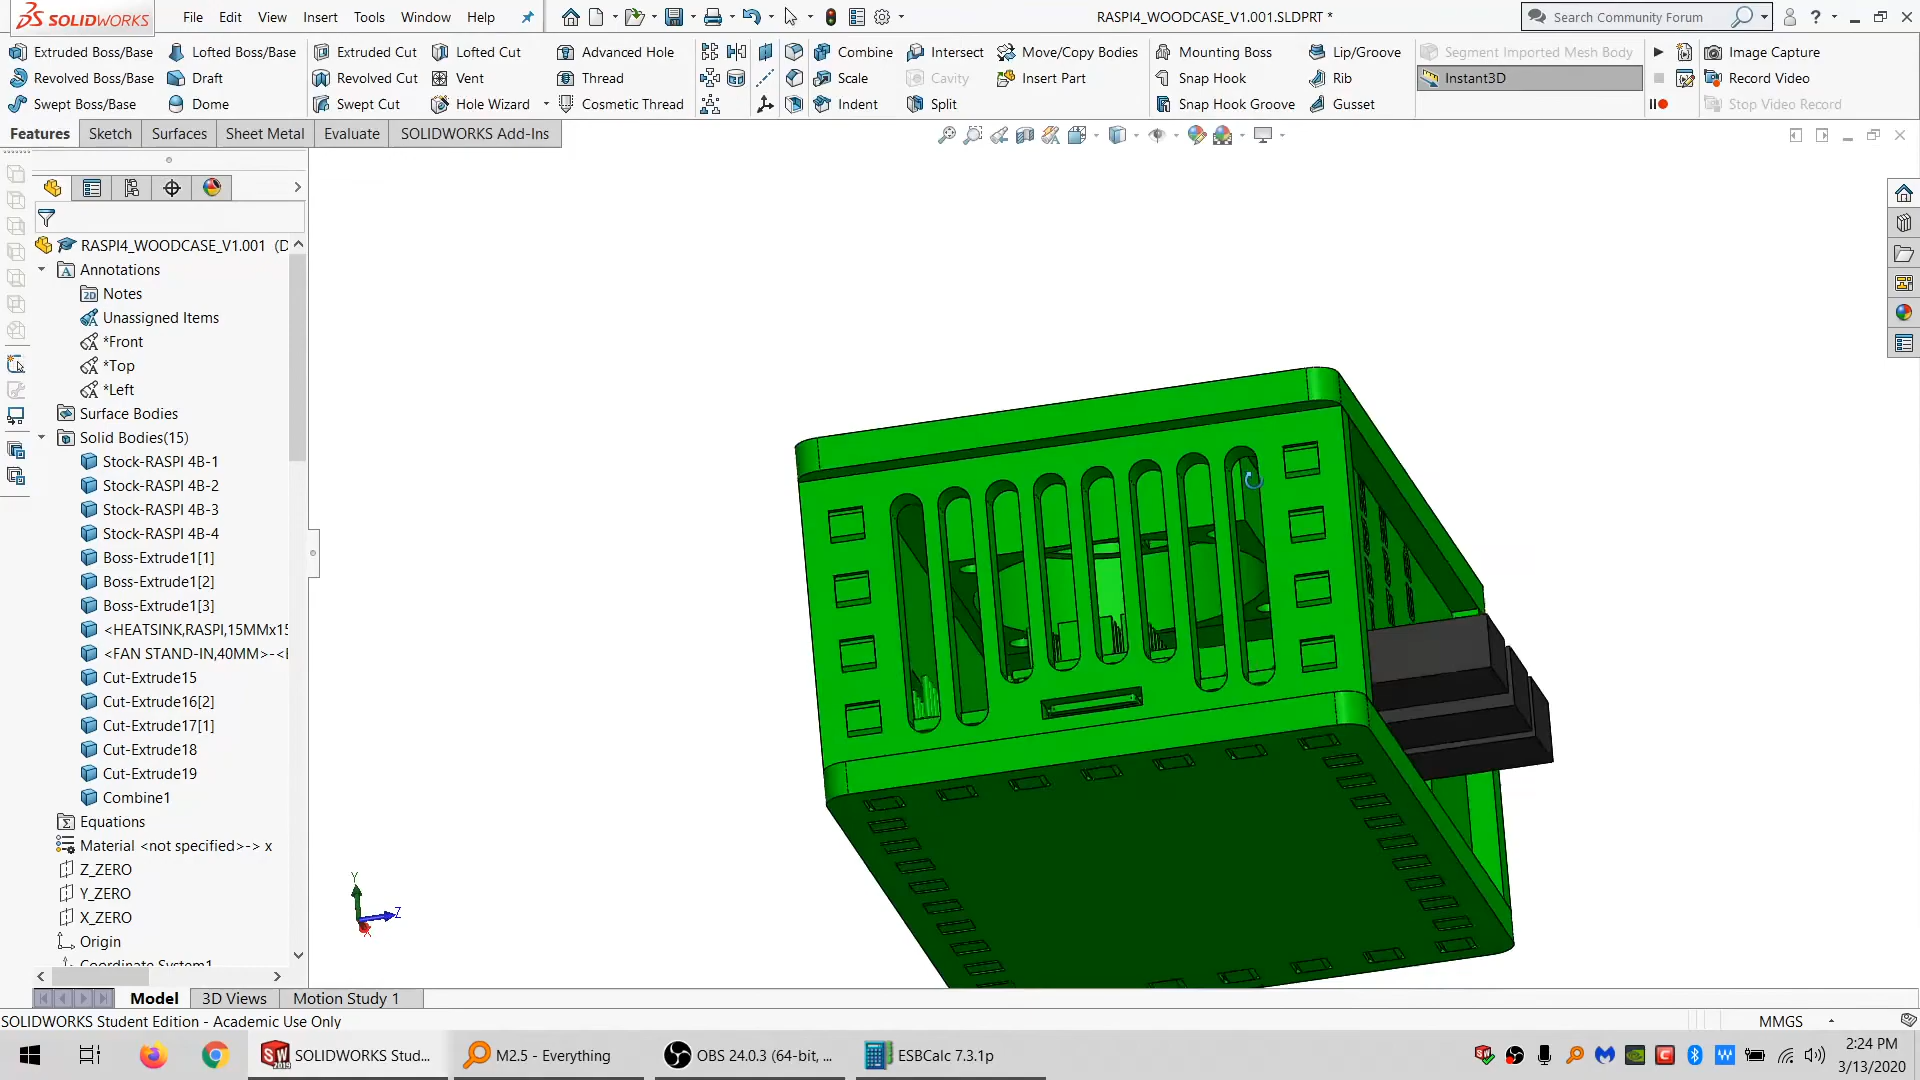 SOLIDWORKS
File Edit View Insert Tools Window Help
RASPI4_WOODCASE_V1.001.SLDPRT *
Search Community Forum
Extruded Boss/Base
Revolved Boss/Base
Swept Boss/Base
Lofted Boss/Base
Draft
Dome
Extruded Cut
Revolved Cut
Swept Cut
Lofted Cut
Vent
Hole Wizard
Advanced Hole
Thread
Cosmetic Thread
Combine
Scale
Indent
Intersect
Cavity
Split
Move/Copy Bodies
Insert Part
Mounting Boss
Snap Hook
Snap Hook Groove
Lip/Groove
Rib
Gusset
Segment Imported Mesh Body
Instant3D
Image Capture
Record Video
Stop Video Record
Features Sketch Surfaces Sheet Metal Evaluate SOLIDWORKS Add-Ins
RASPI4_WOODCASE_V1.001 (D
Annotations
Notes
Unassigned Items
*Front
*Top
*Left
Surface Bodies
Solid Bodies(15)
Stock-RASPI 4B-1
Stock-RASPI 4B-2
Stock-RASPI 4B-3
Stock-RASPI 4B-4
Boss-Extrude1[1]
Boss-Extrude1[2]
Boss-Extrude1[3]
<HEATSINK,RASPI,15MMx15
<FAN STAND-IN,40MM>-<
Cut-Extrude15
Cut-Extrude16[2]
Cut-Extrude17[1]
Cut-Extrude18
Cut-Extrude19
Combine1
Equations
Material <not specified>-> x
Z_ZERO
Y_ZERO
X_ZERO
Origin
Coordinate System1
Y
Z
X
Model 3D Views Motion Study 1
SOLIDWORKS Student Edition - Academic Use Only
MMGS
SOLIDWORKS Stud...
M2.5 - Everything
OBS 24.0.3 (64-bit, ...
ESBCalc 7.3.1p
2:24 PM
3/13/2020